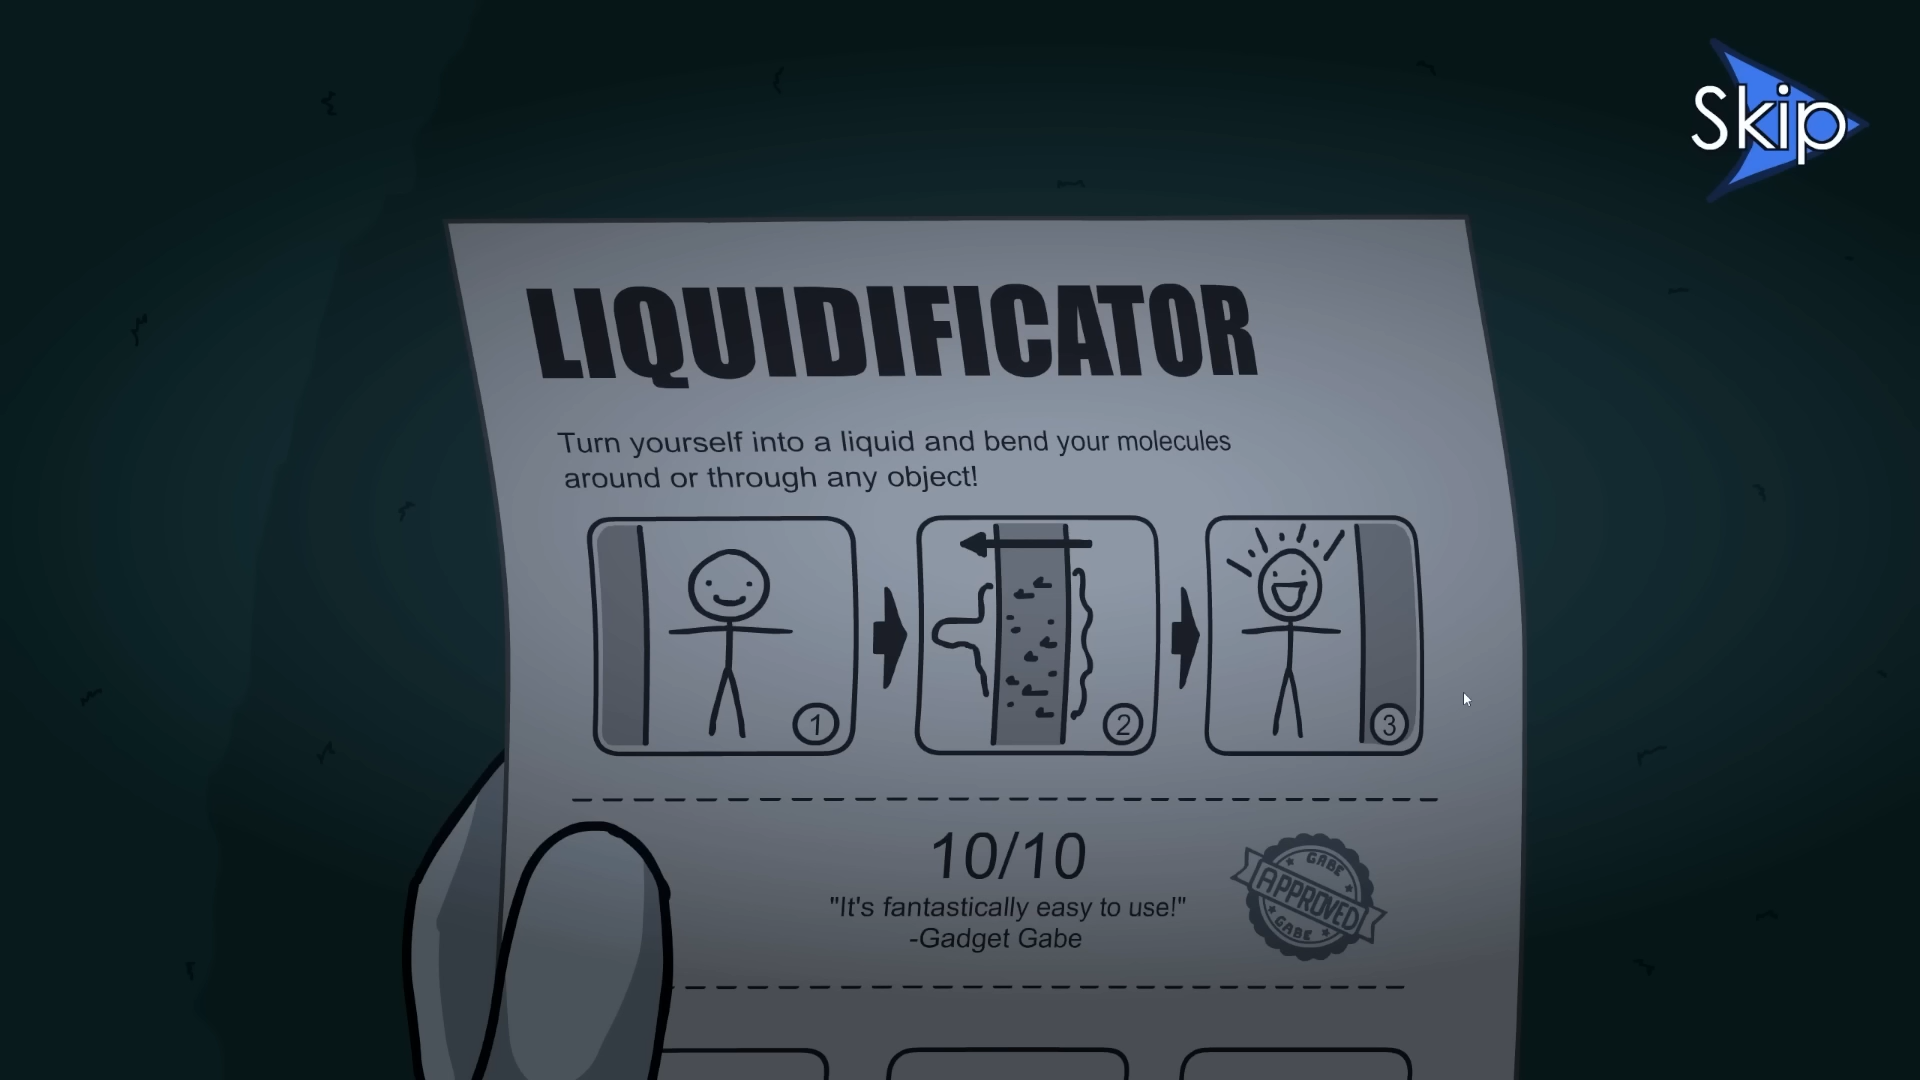 Skip
LIQUIDIFICATOR
Turn yourself into a liquid and bend your molecules
around or through any object!
1
2
3
10/10
"It's fantastically easy to use!"
-Gadget Gabe
GABE
APPROVED
GABE